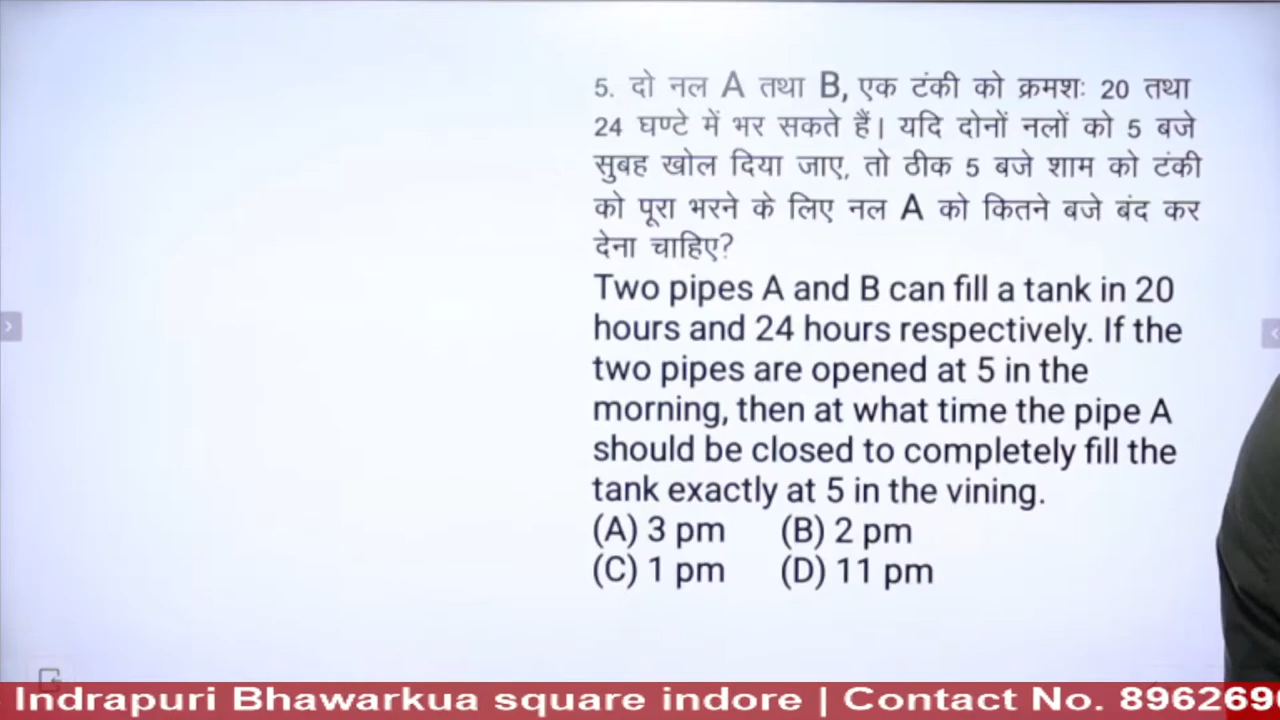 5. दो नल A तथा B, एक टंकी को क्रमशः 20 तथा
24 घण्टे में भर सकते हैं। यदि दोनों नलों को 5 बजे
सुबह खोल दिया जाए, तो ठीक 5 बजे शाम को टंकी
को पूरा भरने के लिए नल A को कितने बजे बंद कर
देना चाहिए?
Two pipes A and B can fill a tank in 20
hours and 24 hours respectively. If the
two pipes are opened at 5 in the
morning, then at what time the pipe A
should be closed to completely fill the
tank exactly at 5 in the vining.
(A) 3 pm (B) 2 pm
(C) 1 pm (D) 11 pm
Indrapuri Bhawarkua square indore | Contact No. 896269